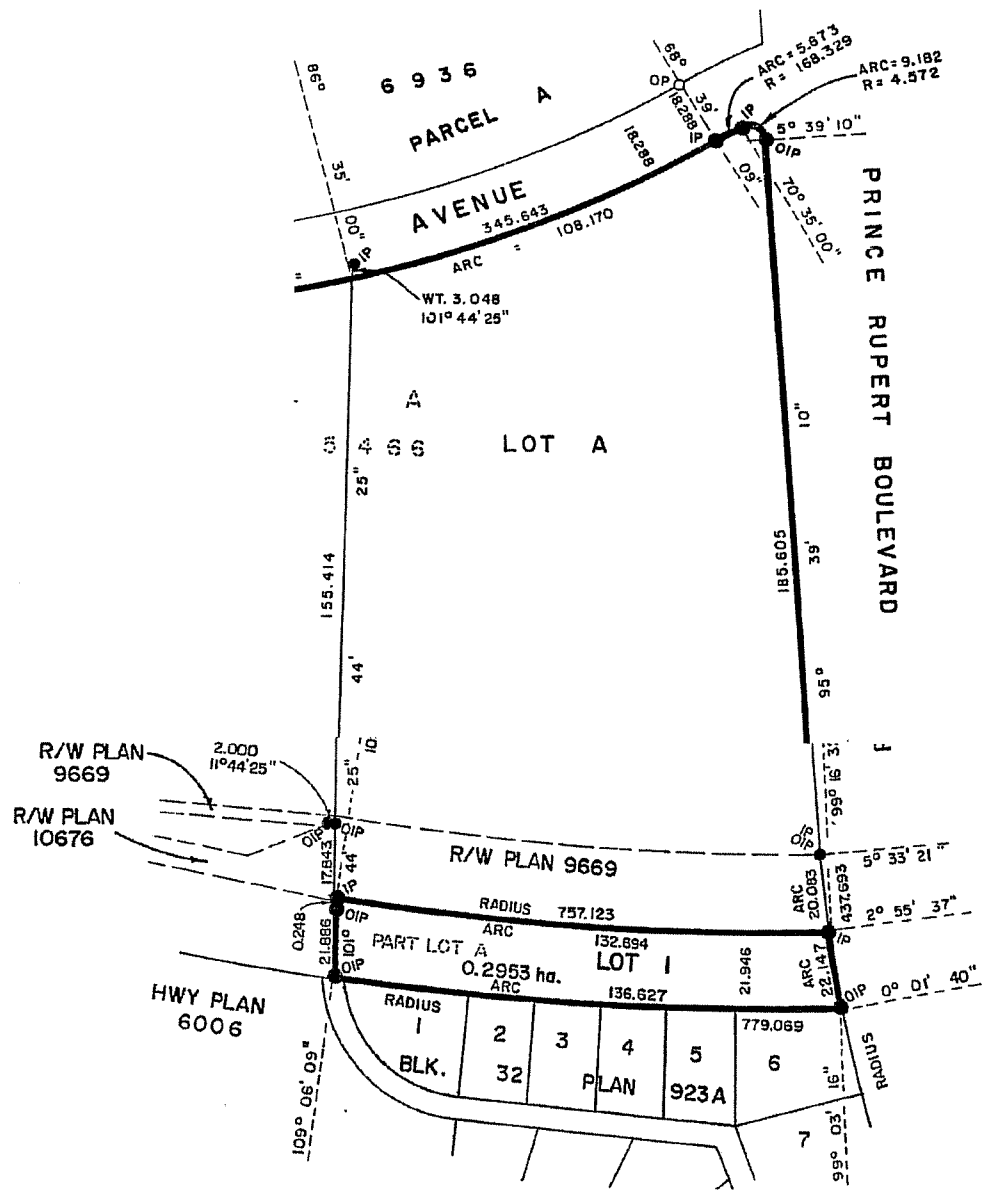 86° 35' 00"
6936
PARCEL A
68° 39' 09"
ARC = 5.873
R = 168.329
ARC = 9.182
R = 4.572
OP
18.288
18.288
IP
IP
OIP
5° 39' 10"
70° 35' 00"
AVENUE
345.643
ARC = 108.170
=
IP
WT. 3.048
101° 44' 25"
PRINCE RUPERT BOULEVARD
A
466
LOT A
155.414
44' 25"
185.605
95° 39' 10"
R/W PLAN
9669
2.000
11° 44' 25"
R/W PLAN
10676
OIP
OIP
10
101° 44' 25"
17.843
R/W PLAN 9669
99° 16' 3
IP
OIP
5° 33' 21"
ARC
20.083
437.693
IP
OIP
0.248
21.886
RADIUS 757.123
ARC 132.694
2° 55' 37"
IP
PART LOT A
0.2953 ha.
LOT 1
21.946
ARC
22.147
OIP
OIP
RADIUS
ARC
136.627
779.069
0° 01' 40"
HWY PLAN
6006
109° 06' 09"
1 2 3 4 5 6
BLK. 32 PLAN 923A
7
RADIUS
99° 03' 16"